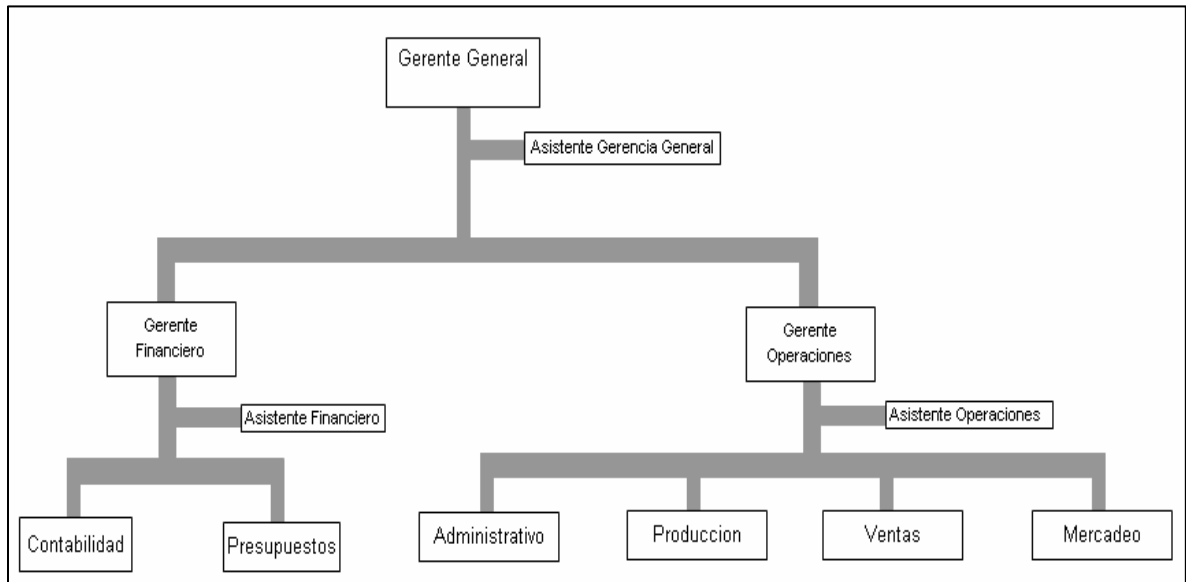 Gerente General
Asistente Gerencia General
Gerente
Financiero
Gerente
Operaciones
Asistente Financiero
Asistente Operaciones
Contabilidad
Presupuestos
Administrativo
Produccion
Ventas
Mercadeo